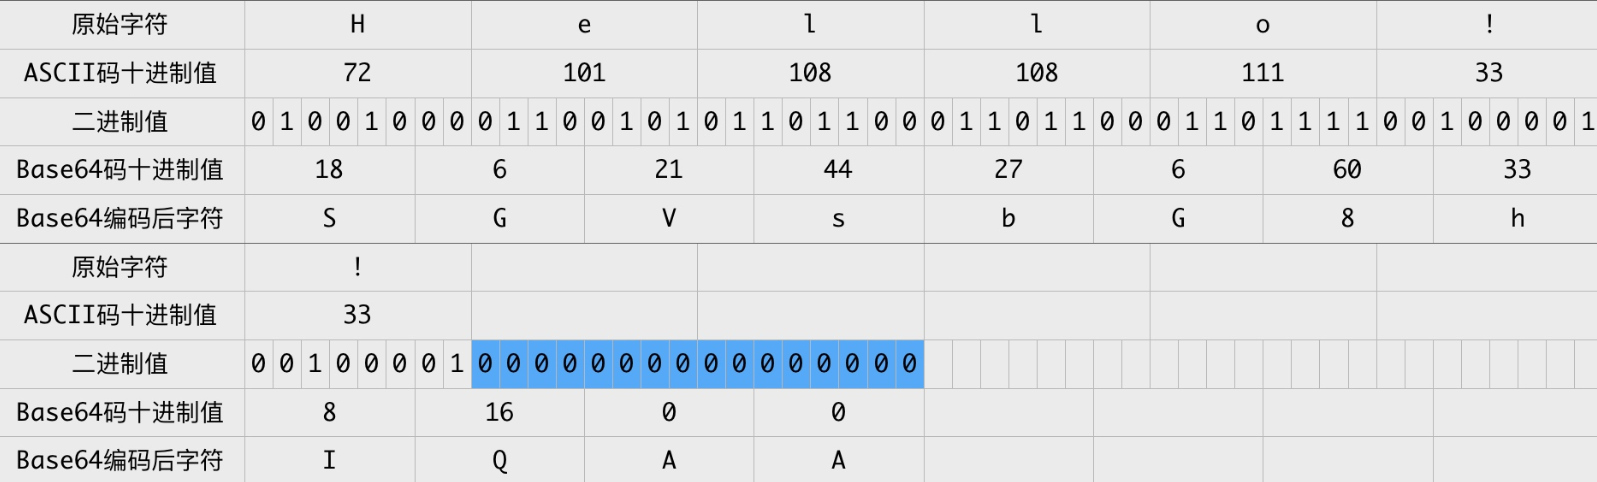 原始字符 H e l l o !
ASCII码十进制值 72 101 108 108 111 33
二进制值 0 1 0 0 1 0 0 0 0 1 1 0 0 1 0 1 0 1 1 0 1 1 0 0 0 1 1 0 1 1 0 0 0 1 1 0 1 1 1 1 0 0 1 0 0 0 0 1
Base64码十进制值 18 6 21 44 27 6 60 33
Base64编码后字符 S G V s b G 8 h
原始字符 !
ASCII码十进制值 33
二进制值 0 0 1 0 0 0 0 1 0 0 0 0 0 0 0 0 0 0 0 0 0 0 0 0
Base64码十进制值 8 16 0 0
Base64编码后字符 I Q A A